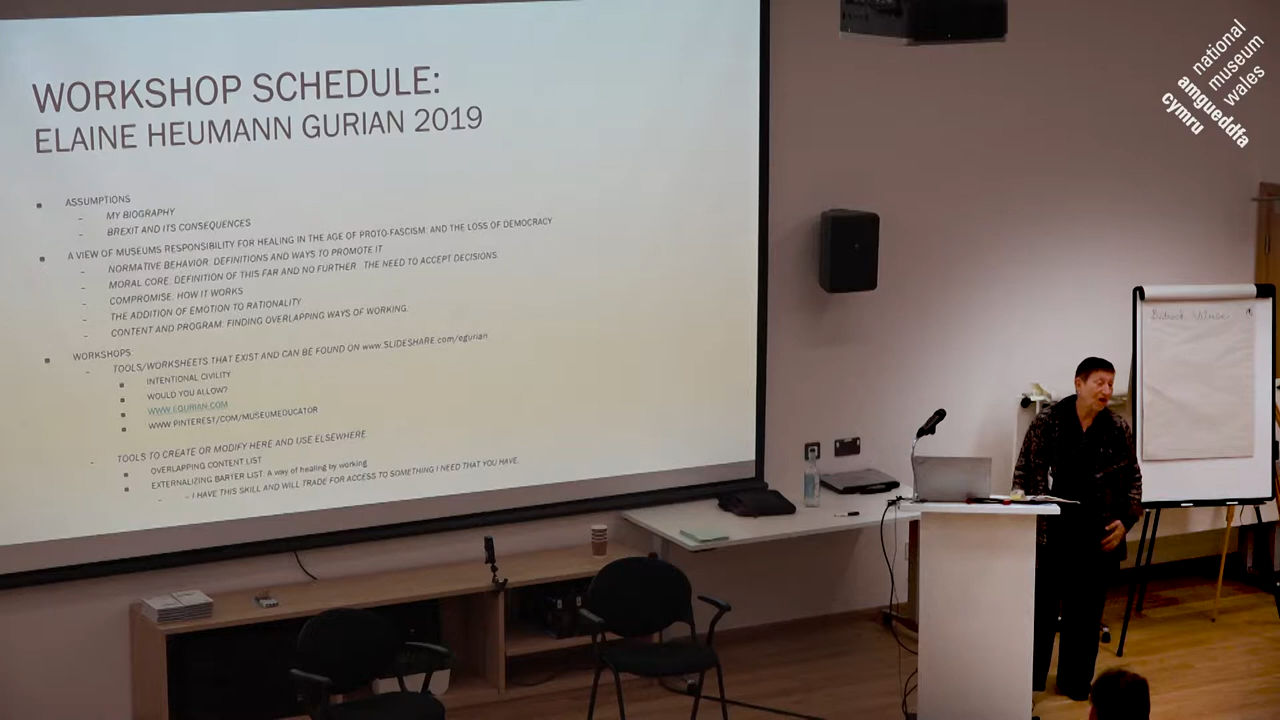 WORKSHOP SCHEDULE:
ELAINE HEUMANN GURIAN 2019
ASSUMPTIONS
MY BIOGRAPHY
BREXIT AND ITS CONSEQUENCES
A VIEW OF MUSEUMS RESPONSIBILITY FOR HEALING IN THE AGE OF PROTO-FASCISM: AND THE LOSS OF DEMOCRACY
NORMATIVE BEHAVIOR: DEFINITIONS AND WAYS TO PROMOTE IT
MORAL CORE: DEFINITION OF THIS FAR AND NO FURTHER. THE NEED TO ACCEPT DECISIONS.
COMPROMISE: HOW IT WORKS
THE ADDITION OF EMOTION TO RATIONALITY
CONTENT AND PROGRAM: FINDING OVERLAPPING WAYS OF WORKING.
WORKSHOPS:
TOOLS/WORKSHEETS THAT EXIST AND CAN BE FOUND ON www.SLIDESHARE.com/egurian
INTENTIONAL CIVILITY
WOULD YOU ALLOW?
WWW.EGURIAN.COM
WWW.PINTEREST/COM/MUSEUMEDUCATOR
TOOLS TO CREATE OR MODIFY HERE AND USE ELSEWHERE.
OVERLAPPING CONTENT LIST
EXTERNALIZING BARTER LIST: A way of healing by working
– I HAVE THIS SKILL AND WILL TRADE FOR ACCESS TO SOMETHING I NEED THAT YOU HAVE.
national
museum
wales
amgueddfa
cymru